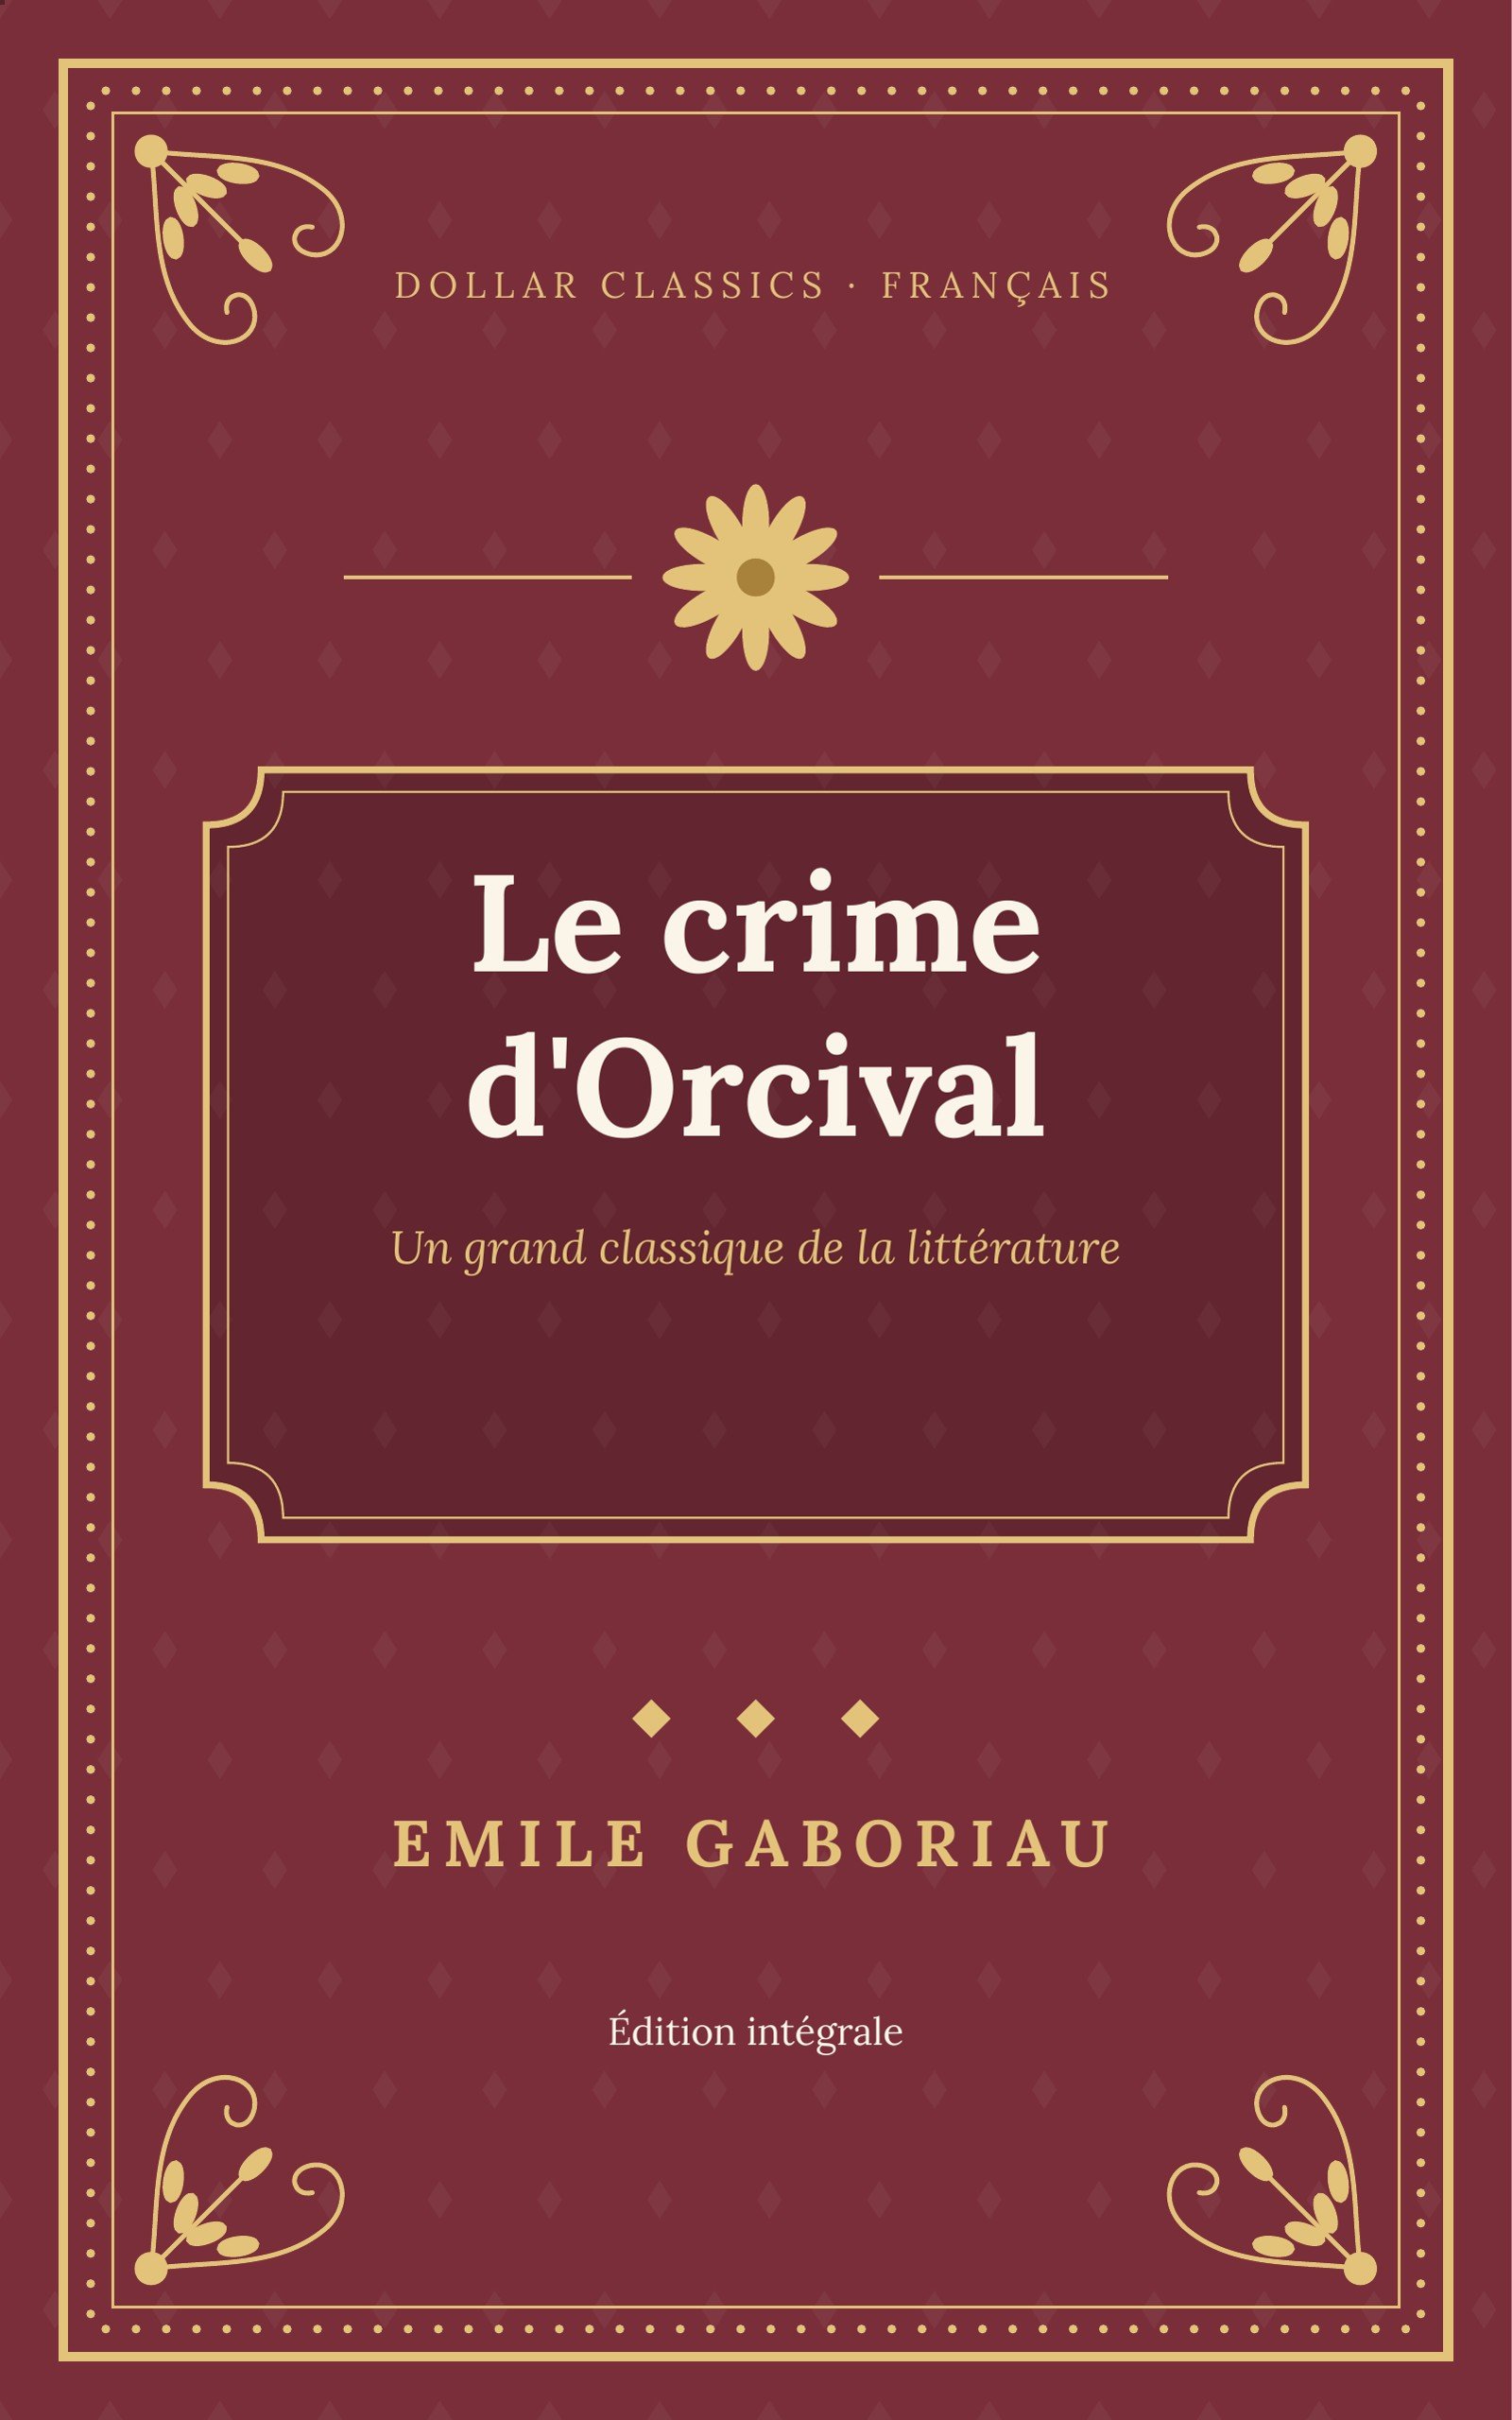 DOLLAR CLASSICS · FRANÇAIS
Le crime
d'Orcival
Un grand classique de la littérature
EMILE GABORIAU
Édition intégrale